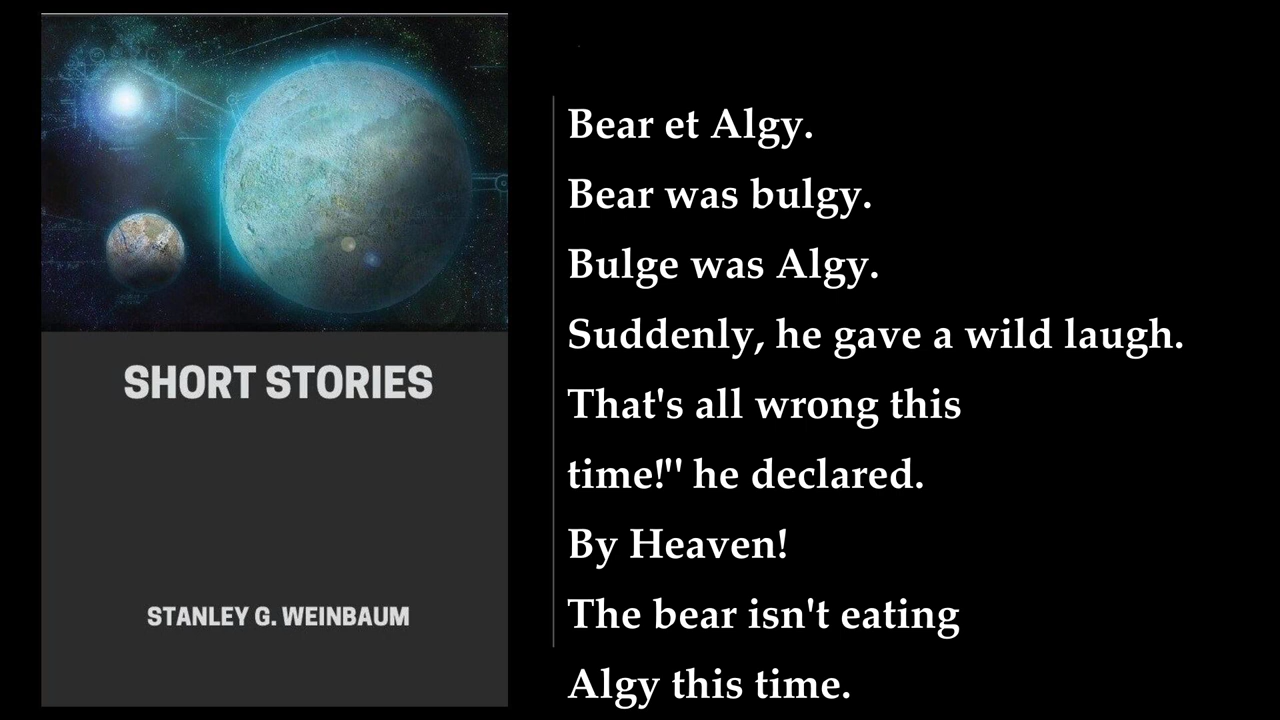 SHORT STORIES
STANLEY G. WEINBAUM
Bear et Algy.
Bear was bulgy.
Bulge was Algy.
Suddenly, he gave a wild laugh.
That's all wrong this
time!" he declared.
By Heaven!
The bear isn't eating
Algy this time.